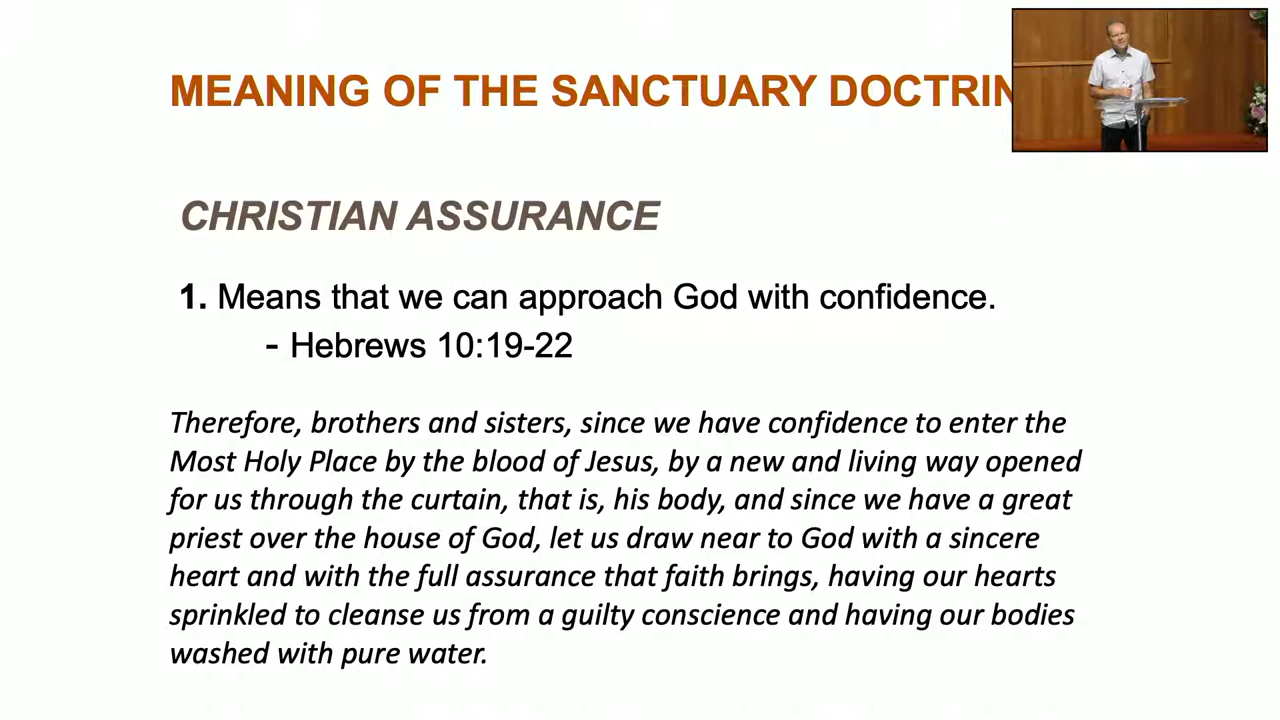 MEANING OF THE SANCTUARY DOCTRIN
CHRISTIAN ASSURANCE
1. Means that we can approach God with confidence.
- Hebrews 10:19-22
Therefore, brothers and sisters, since we have confidence to enter the
Most Holy Place by the blood of Jesus, by a new and living way opened
for us through the curtain, that is, his body, and since we have a great
priest over the house of God, let us draw near to God with a sincere
heart and with the full assurance that faith brings, having our hearts
sprinkled to cleanse us from a guilty conscience and having our bodies
washed with pure water.